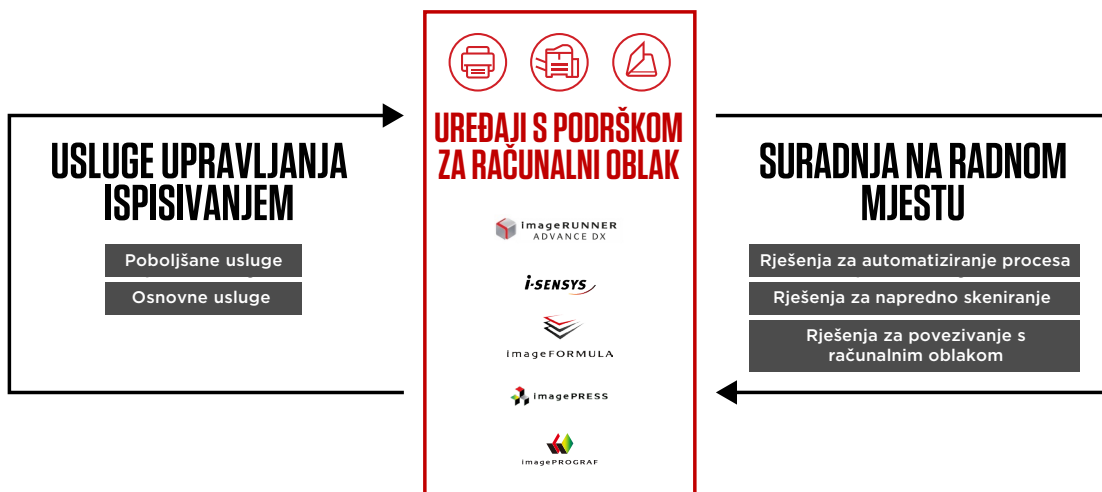 USLUGE UPRAVLJANJA
ISPISIVANJEM
Poboljšane usluge
Osnovne usluge
UREĐAJI S PODRŠKOM
ZA RAČUNALNI OBLAK
imageRUNNER
ADVANCE DX
i-SENSYS
imageFORMULA
imagePRESS
imagePROGRAF
SURADNJA NA RADNOM
MJESTU
Rješenja za automatiziranje procesa
Rješenja za napredno skeniranje
Rješenja za povezivanje s
računalnim oblakom